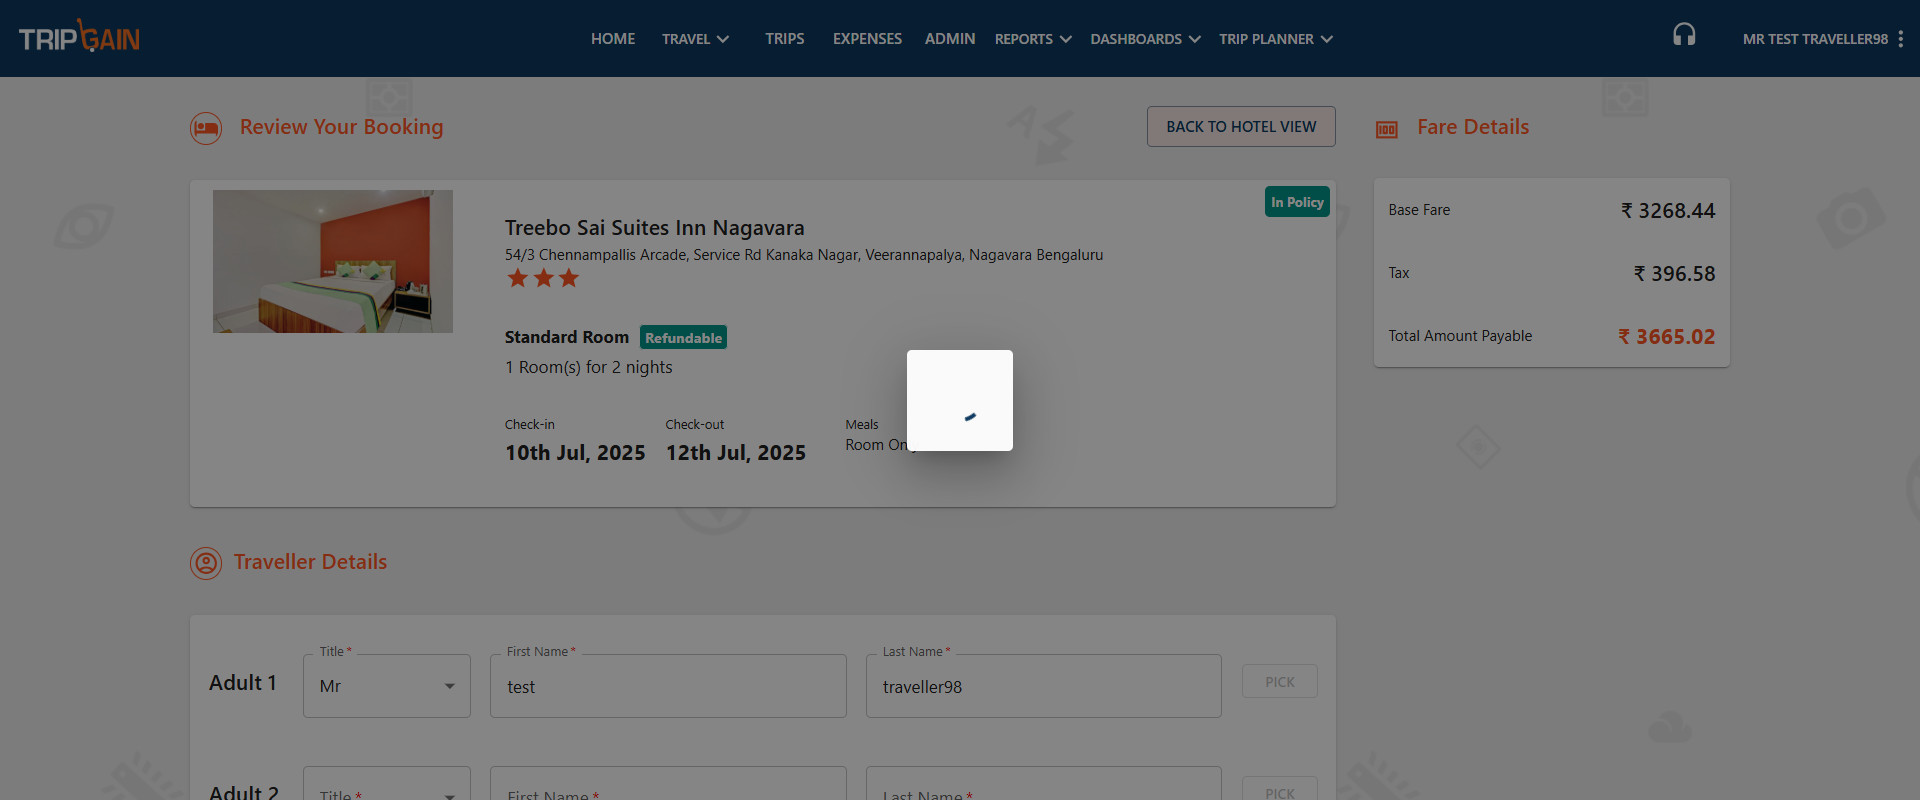 TRIPGAIN
HOME TRAVEL TRIPS EXPENSES ADMIN REPORTS DASHBOARDS TRIP PLANNER
MR TEST TRAVELLER98
Review Your Booking
BACK TO HOTEL VIEW
Fare Details
In Policy
Treebo Sai Suites Inn Nagavara
54/3 Chennampallis Arcade, Service Rd Kanaka Nagar, Veerannapalya, Nagavara Bengaluru
Standard Room Refundable
1 Room(s) for 2 nights
Check-in
10th Jul, 2025
Check-out
12th Jul, 2025
Meals
Room Only
Base Fare ₹ 3268.44
Tax ₹ 396.58
Total Amount Payable ₹ 3665.02
Traveller Details
Adult 1
Title *
Mr
First Name *
test
Last Name *
traveller98
PICK
Adult 2
Title *
First Name *
Last Name *
PICK